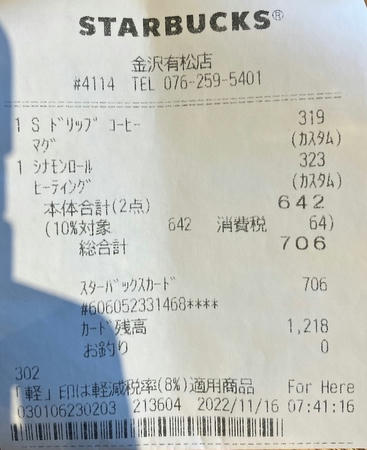 STARBUCKS®
金沢有松店
#4114 TEL 076-259-5401
1 S ﾄﾞﾘｯﾌﾟ ｺｰﾋｰ 319
ﾏｸﾞ (ｶｽﾀﾑ)
1 ｼﾅﾓﾝﾛｰﾙ 323
ﾋｰﾃｨﾝｸﾞ (ｶｽﾀﾑ)
本体合計(2点) 642
(10%対象 642 消費税 64)
総合計 706
ｽﾀｰﾊﾞｯｸｽｶｰﾄﾞ 706
#606052331468****
ｶｰﾄﾞ残高 1,218
お釣り 0
302
「軽」印は軽減税率(8%)適用商品 For Here
030106230203 213604 2022/11/16 07:41:16